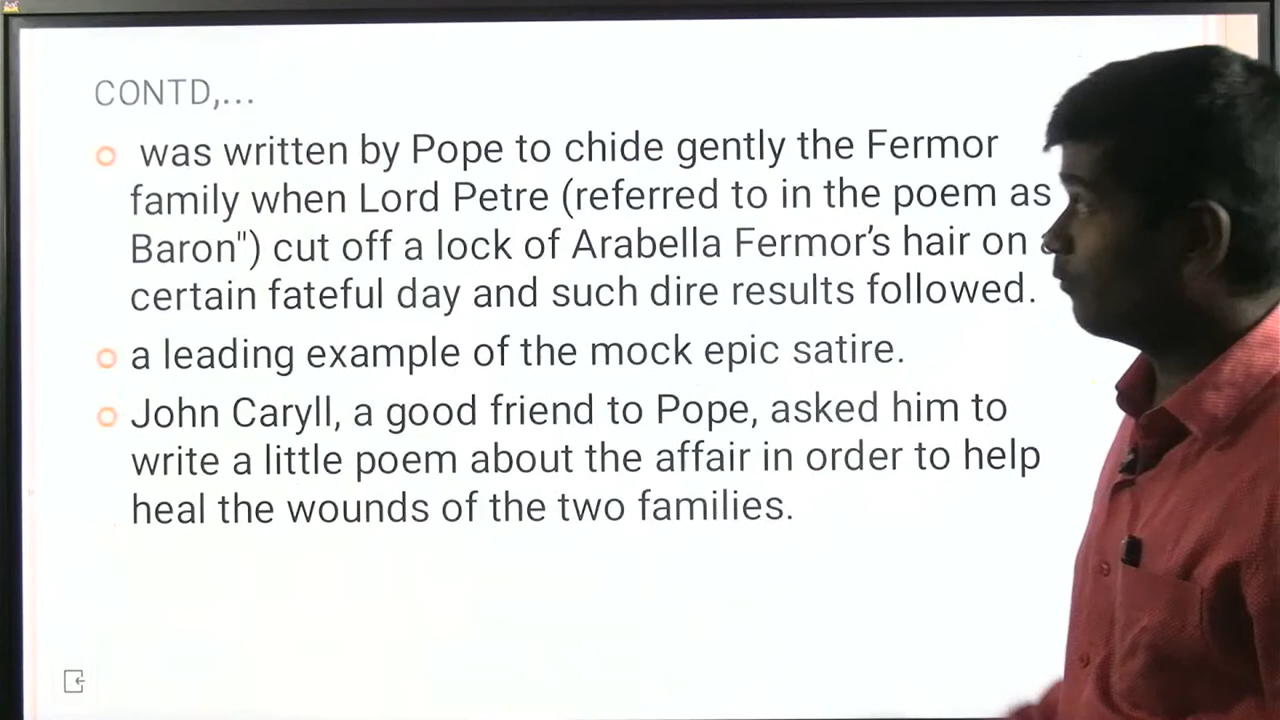 CONTD,...
was written by Pope to chide gently the Fermor
family when Lord Petre (referred to in the poem as
Baron") cut off a lock of Arabella Fermor's hair on
certain fateful day and such dire results followed.
a leading example of the mock epic satire.
John Caryll, a good friend to Pope, asked him to
write a little poem about the affair in order to help
heal the wounds of the two families.